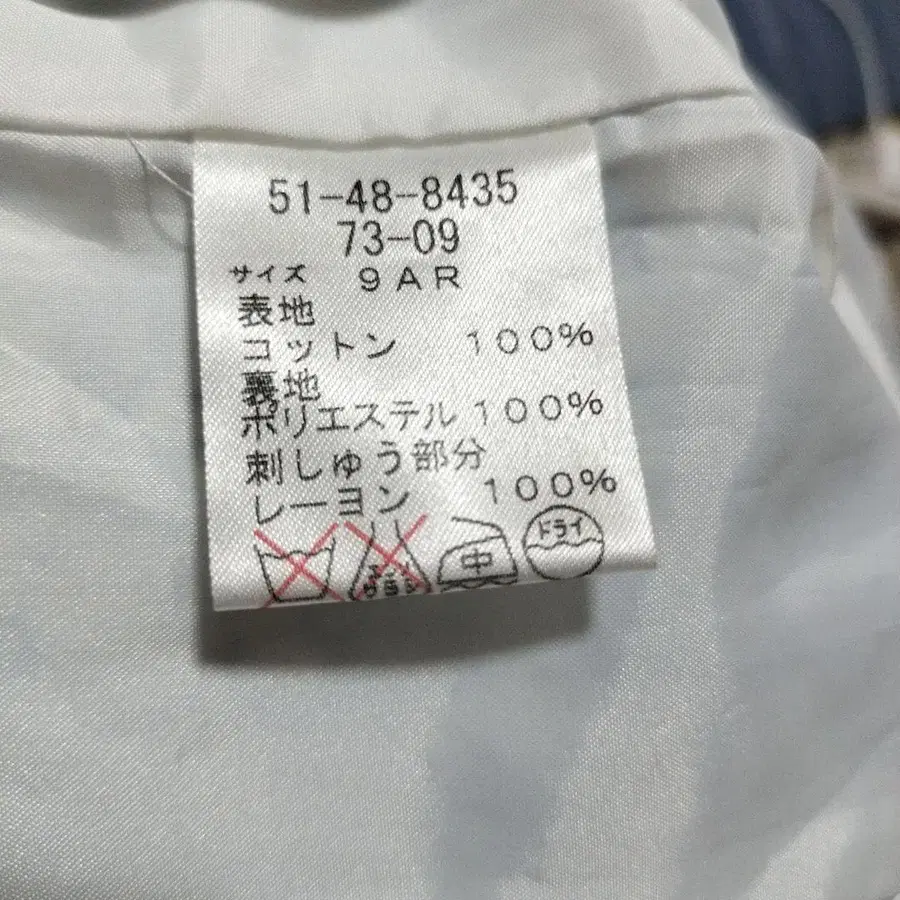 51-48-8435
73-09
サイズ 9AR
表地
コットン 100%
裏地
ポリエステル 100%
刺しゅう部分
レーヨン 100%
中 ドライ